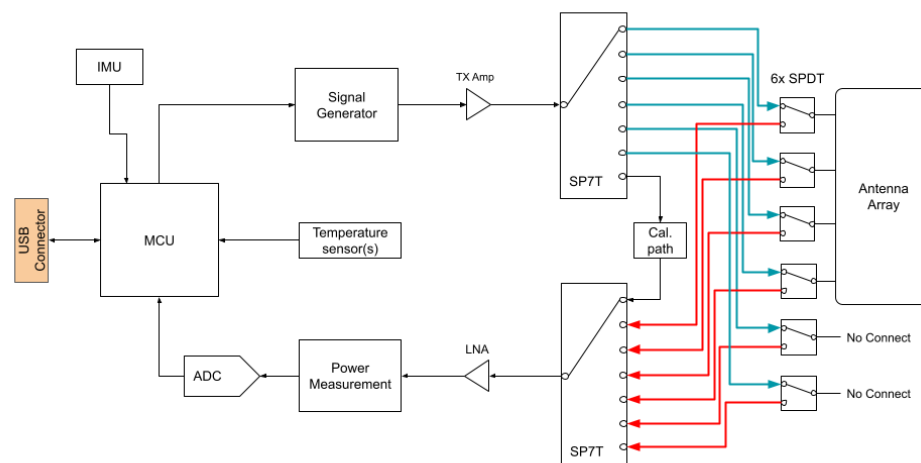 IMU
Signal
Generator
TX Amp
SP7T
6x SPDT
Antenna
Array
USB
Connector
MCU
Temperature
sensor(s)
Cal.
path
ADC
Power
Measurement
LNA
SP7T
No Connect
No Connect